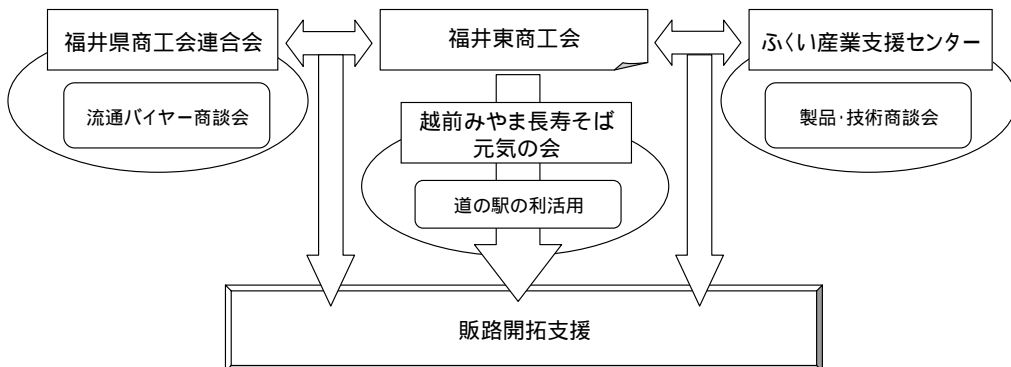 福井県商工会連合会
福井東商工会
ふくい産業支援センター
流通バイヤー商談会
越前みやま長寿そば
元気の会
製品・技術商談会
道の駅の利活用
販路開拓支援